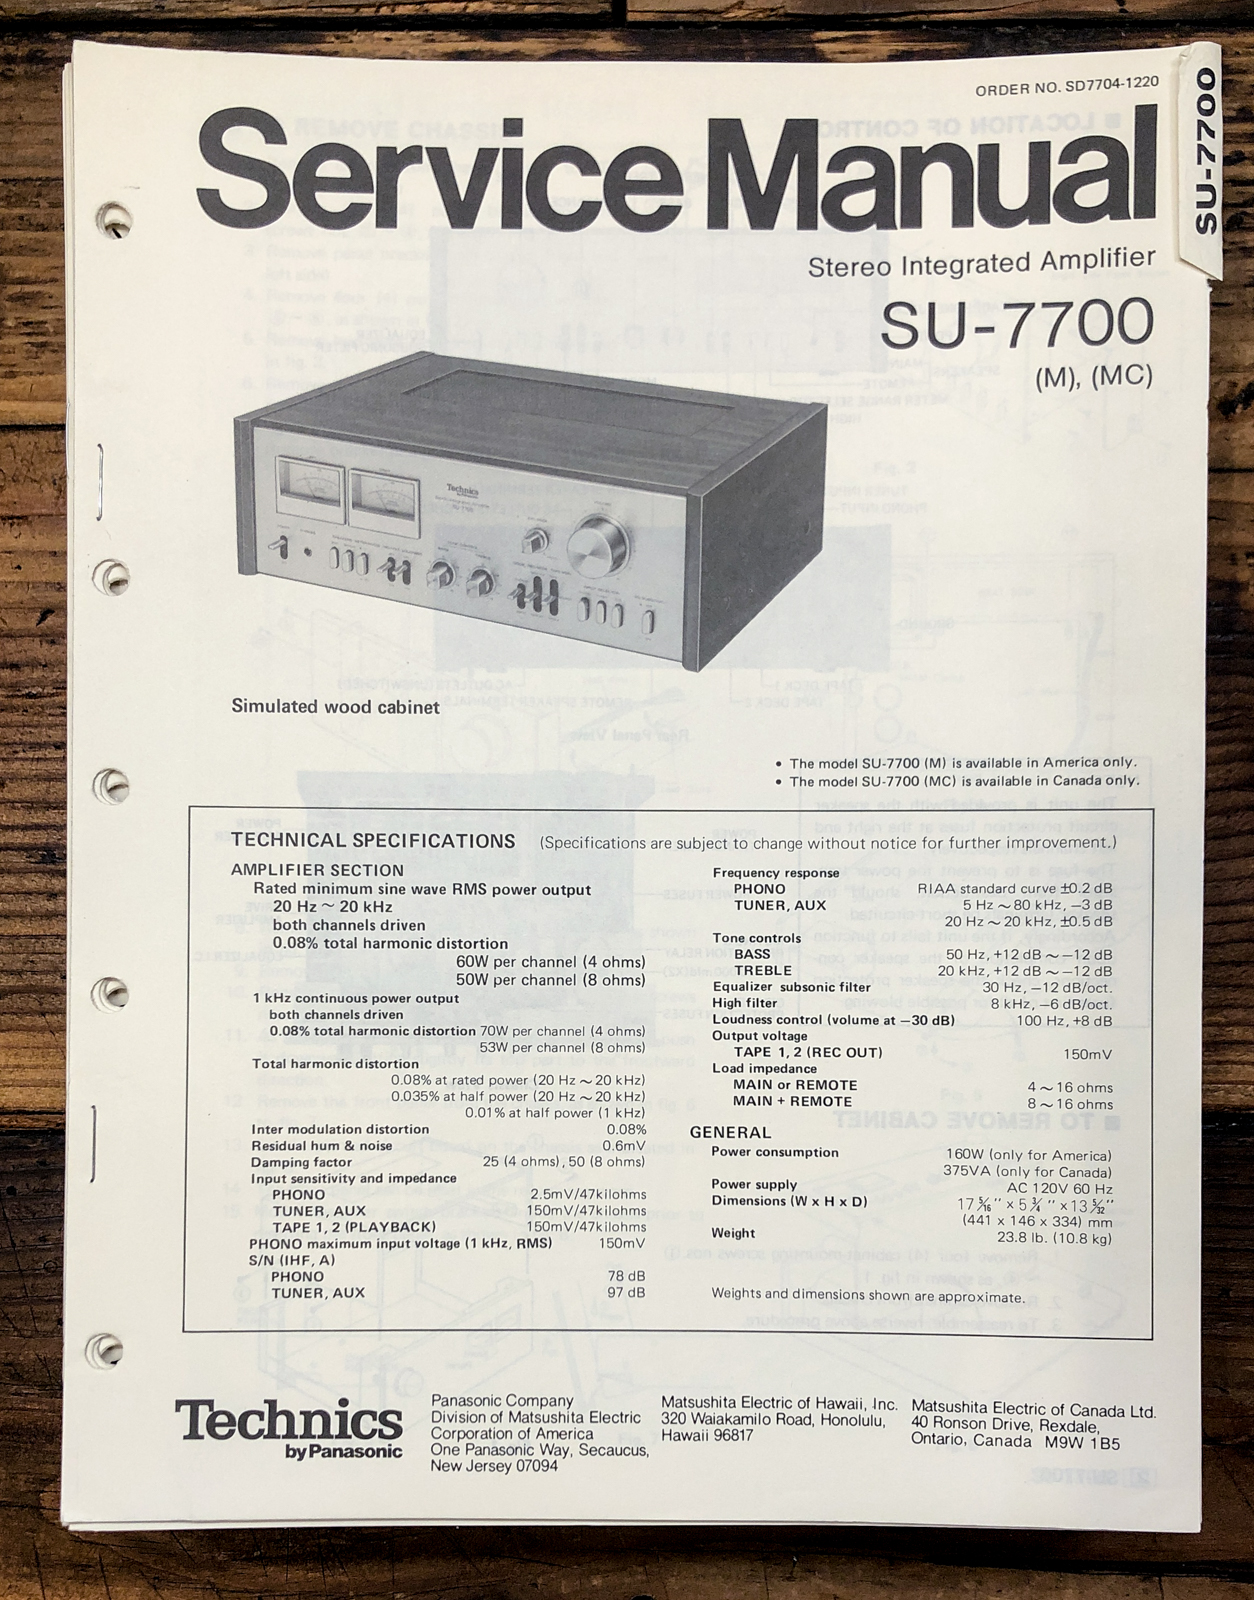 ORDER NO. SD7704-1220
SU-7700
Service Manual
Stereo Integrated Amplifier
SU-7700
(M), (MC)
Technics
Simulated wood cabinet
• The model SU-7700 (M) is available in America only.
• The model SU-7700 (MC) is available in Canada only.
TECHNICAL SPECIFICATIONS (Specifications are subject to change without notice for further improvement.)
AMPLIFIER SECTION
Rated minimum sine wave RMS power output
20 Hz ~ 20 kHz
both channels driven
0.08% total harmonic distortion
60W per channel (4 ohms)
50W per channel (8 ohms)
1 kHz continuous power output
both channels driven
0.08% total harmonic distortion 70W per channel (4 ohms)
53W per channel (8 ohms)
Total harmonic distortion
0.08% at rated power (20 Hz ~ 20 kHz)
0.035% at half power (20 Hz ~ 20 kHz)
0.01% at half power (1 kHz)
Inter modulation distortion 0.08%
Residual hum & noise 0.6mV
Damping factor 25 (4 ohms), 50 (8 ohms)
Input sensitivity and impedance
PHONO 2.5mV/47kilohms
TUNER, AUX 150mV/47kilohms
TAPE 1, 2 (PLAYBACK) 150mV/47kilohms
PHONO maximum input voltage (1 kHz, RMS) 150mV
S/N (IHF, A)
PHONO 78 dB
TUNER, AUX 97 dB
Frequency response
PHONO RIAA standard curve ±0.2 dB
TUNER, AUX 5 Hz ~ 80 kHz, −3 dB
20 Hz ~ 20 kHz, ±0.5 dB
Tone controls
BASS 50 Hz, +12 dB ~ −12 dB
TREBLE 20 kHz, +12 dB ~ −12 dB
Equalizer subsonic filter 30 Hz, −12 dB/oct.
High filter 8 kHz, −6 dB/oct.
Loudness control (volume at −30 dB) 100 Hz, +8 dB
Output voltage
TAPE 1, 2 (REC OUT) 150mV
Load impedance
MAIN or REMOTE 4 ~ 16 ohms
MAIN + REMOTE 8 ~ 16 ohms
GENERAL
Power consumption 160W (only for America)
375VA (only for Canada)
Power supply AC 120V 60 Hz
Dimensions (W x H x D) 17 5/16″ x 5 3/4″ x 13 5/32″
(441 x 146 x 334) mm
Weight 23.8 lb. (10.8 kg)
Weights and dimensions shown are approximate.
Technics
by Panasonic
Panasonic Company
Division of Matsushita Electric
Corporation of America
One Panasonic Way, Secaucus,
New Jersey 07094
Matsushita Electric of Hawaii, Inc.
320 Waiakamilo Road, Honolulu,
Hawaii 96817
Matsushita Electric of Canada Ltd.
40 Ronson Drive, Rexdale,
Ontario, Canada M9W 1B5